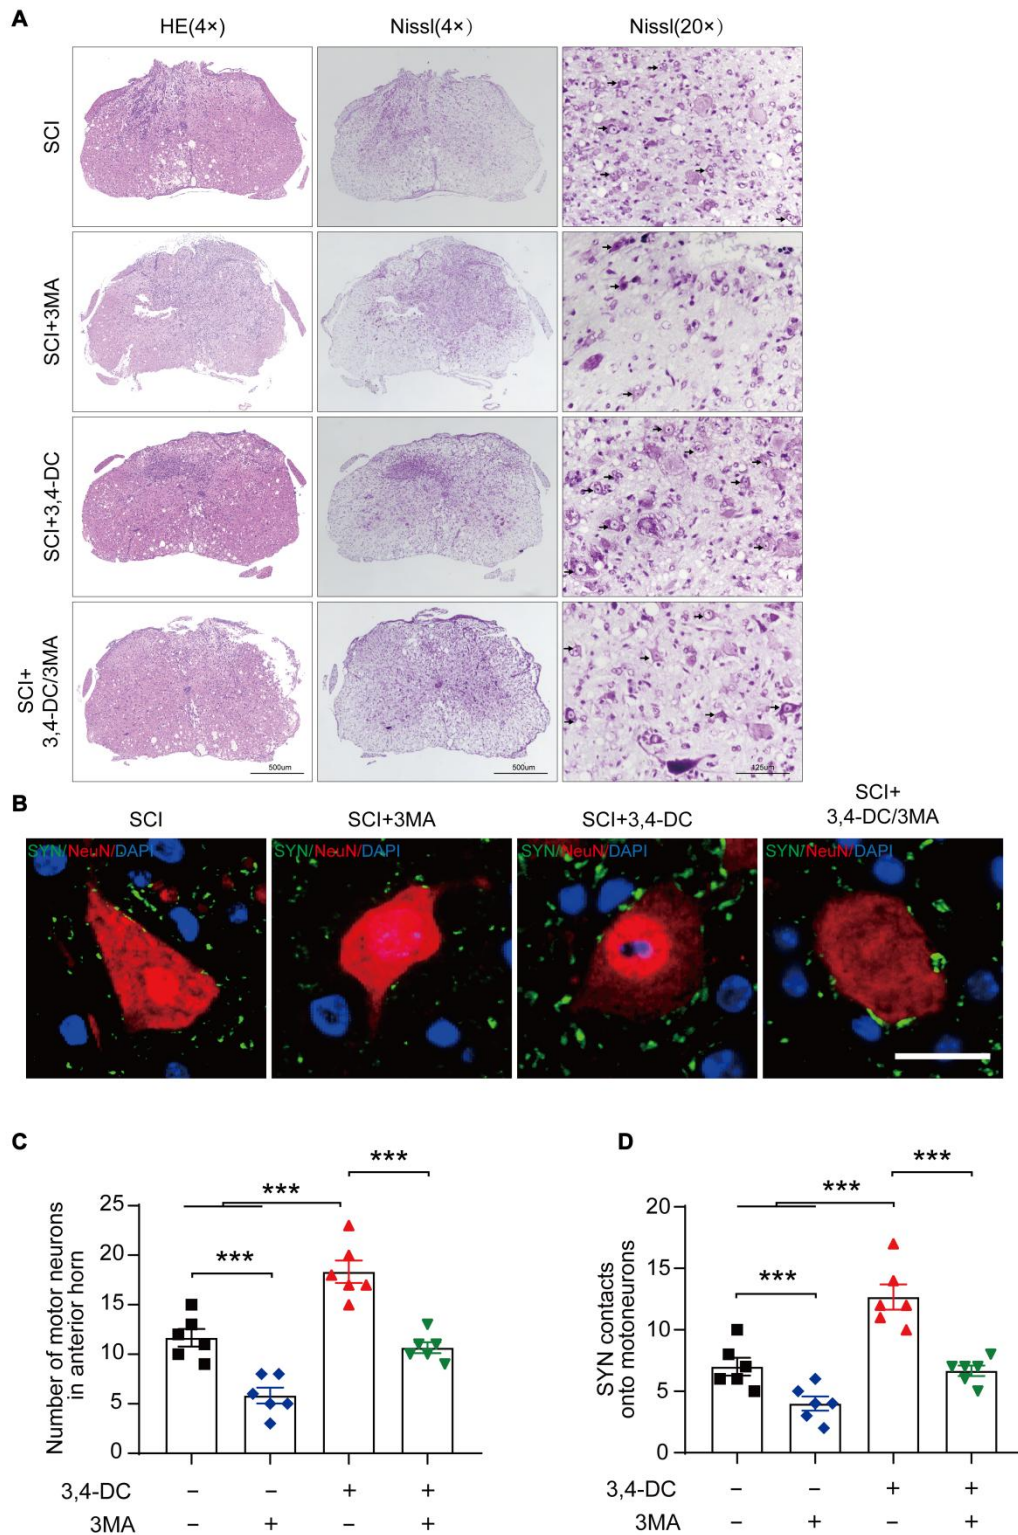 A
HE(4×)
Nissl(4×)
Nissl(20×)
SCI
SCI+3MA
SCI+3,4-DC
SCI+
3,4-DC/3MA
500um
500um
125um
B
SCI
SCI+3MA
SCI+3,4-DC
SCI+
3,4-DC/3MA
SYN/NeuN/DAPI
SYN/NeuN/DAPI
SYN/NeuN/DAPI
SYN/NeuN/DAPI
C
Number of motor neurons
in anterior horn
25
20
15
10
5
0
***
***
***
3,4-DC − − + +
3MA − + − +
D
SYN contacts
onto motoneurons
20
15
10
5
0
***
***
***
3,4-DC − − + +
3MA − + − +